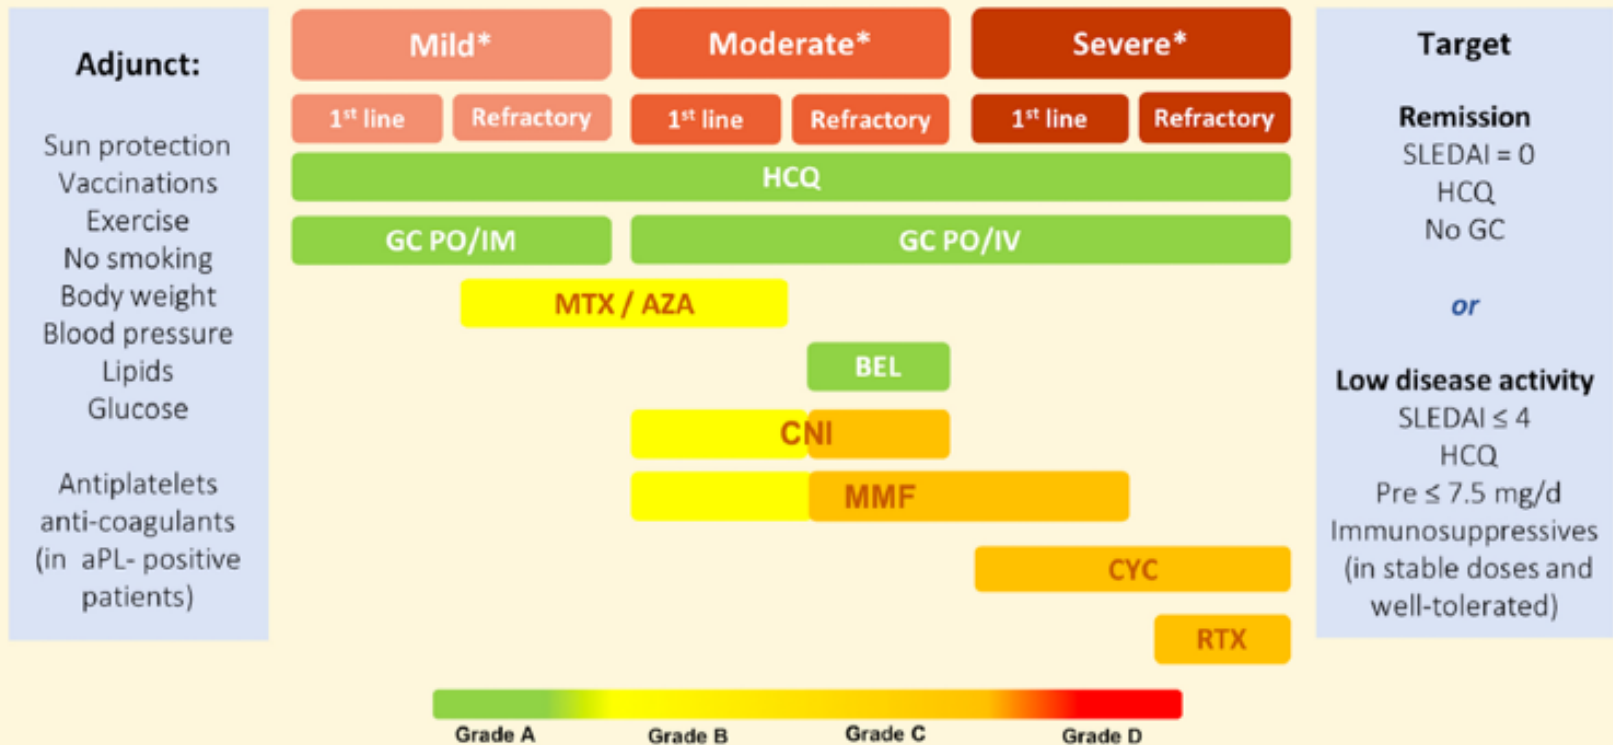 Adjunct:
Sun protection
Vaccinations
Exercise
No smoking
Body weight
Blood pressure
Lipids
Glucose
Antiplatelets
anti-coagulants
(in aPL- positive
patients)
Mild* Moderate* Severe*
1st line Refractory 1st line Refractory 1st line Refractory
HCQ
GC PO/IM GC PO/IV
MTX / AZA
BEL
CNI
MMF
CYC
RTX
Grade A Grade B Grade C Grade D
Target
Remission
SLEDAI = 0
HCQ
No GC
or
Low disease activity
SLEDAI ≤ 4
HCQ
Pre ≤ 7.5 mg/d
Immunosuppressives
(in stable doses and
well-tolerated)